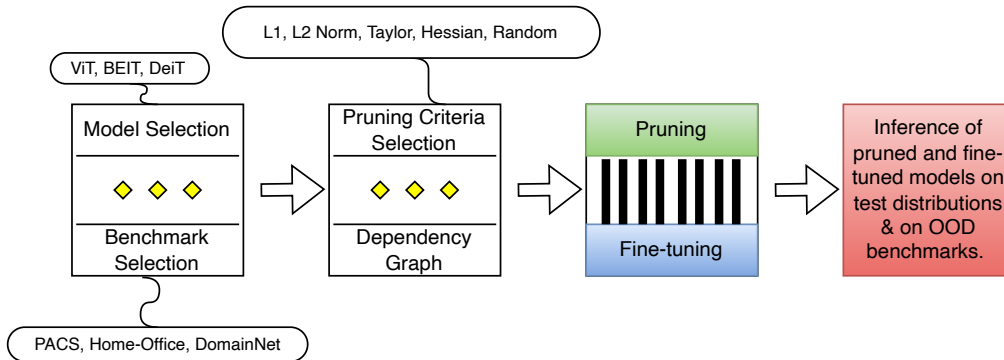 L1, L2 Norm, Taylor, Hessian, Random
ViT, BEIT, DeiT
Model Selection
Benchmark
Selection
PACS, Home-Office, DomainNet
Pruning Criteria
Selection
Dependency
Graph
Pruning
Fine-tuning
Inference of
pruned and fine-
tuned models on
test distributions
& on OOD
benchmarks.